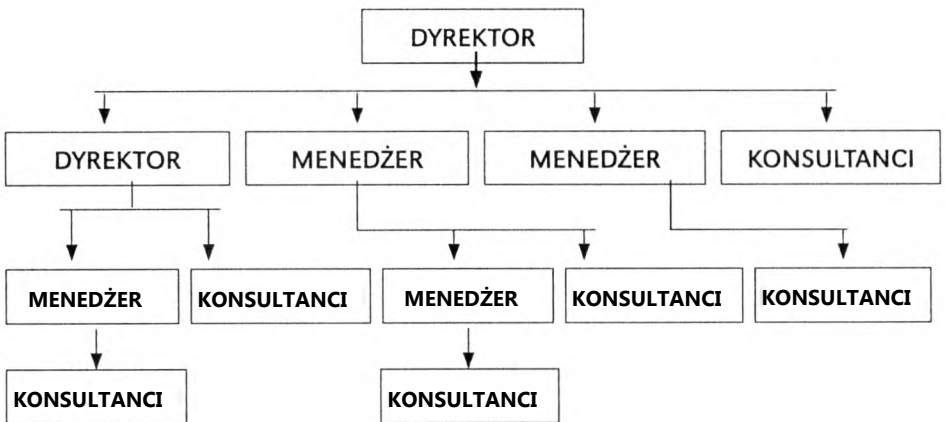 DYREKTOR
DYREKTOR
MENEDŻER
MENEDŻER
KONSULTANCI
MENEDŻER
KONSULTANCI
MENEDŻER
KONSULTANCI
KONSULTANCI
KONSULTANCI
KONSULTANCI